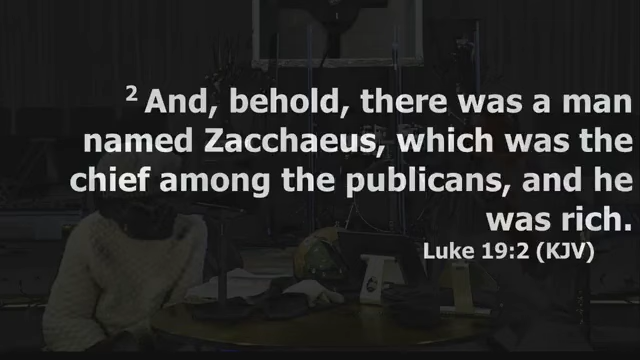 2 And, behold, there was a man
named Zacchaeus, which was the
chief among the publicans, and he
was rich.
Luke 19:2 (KJV)